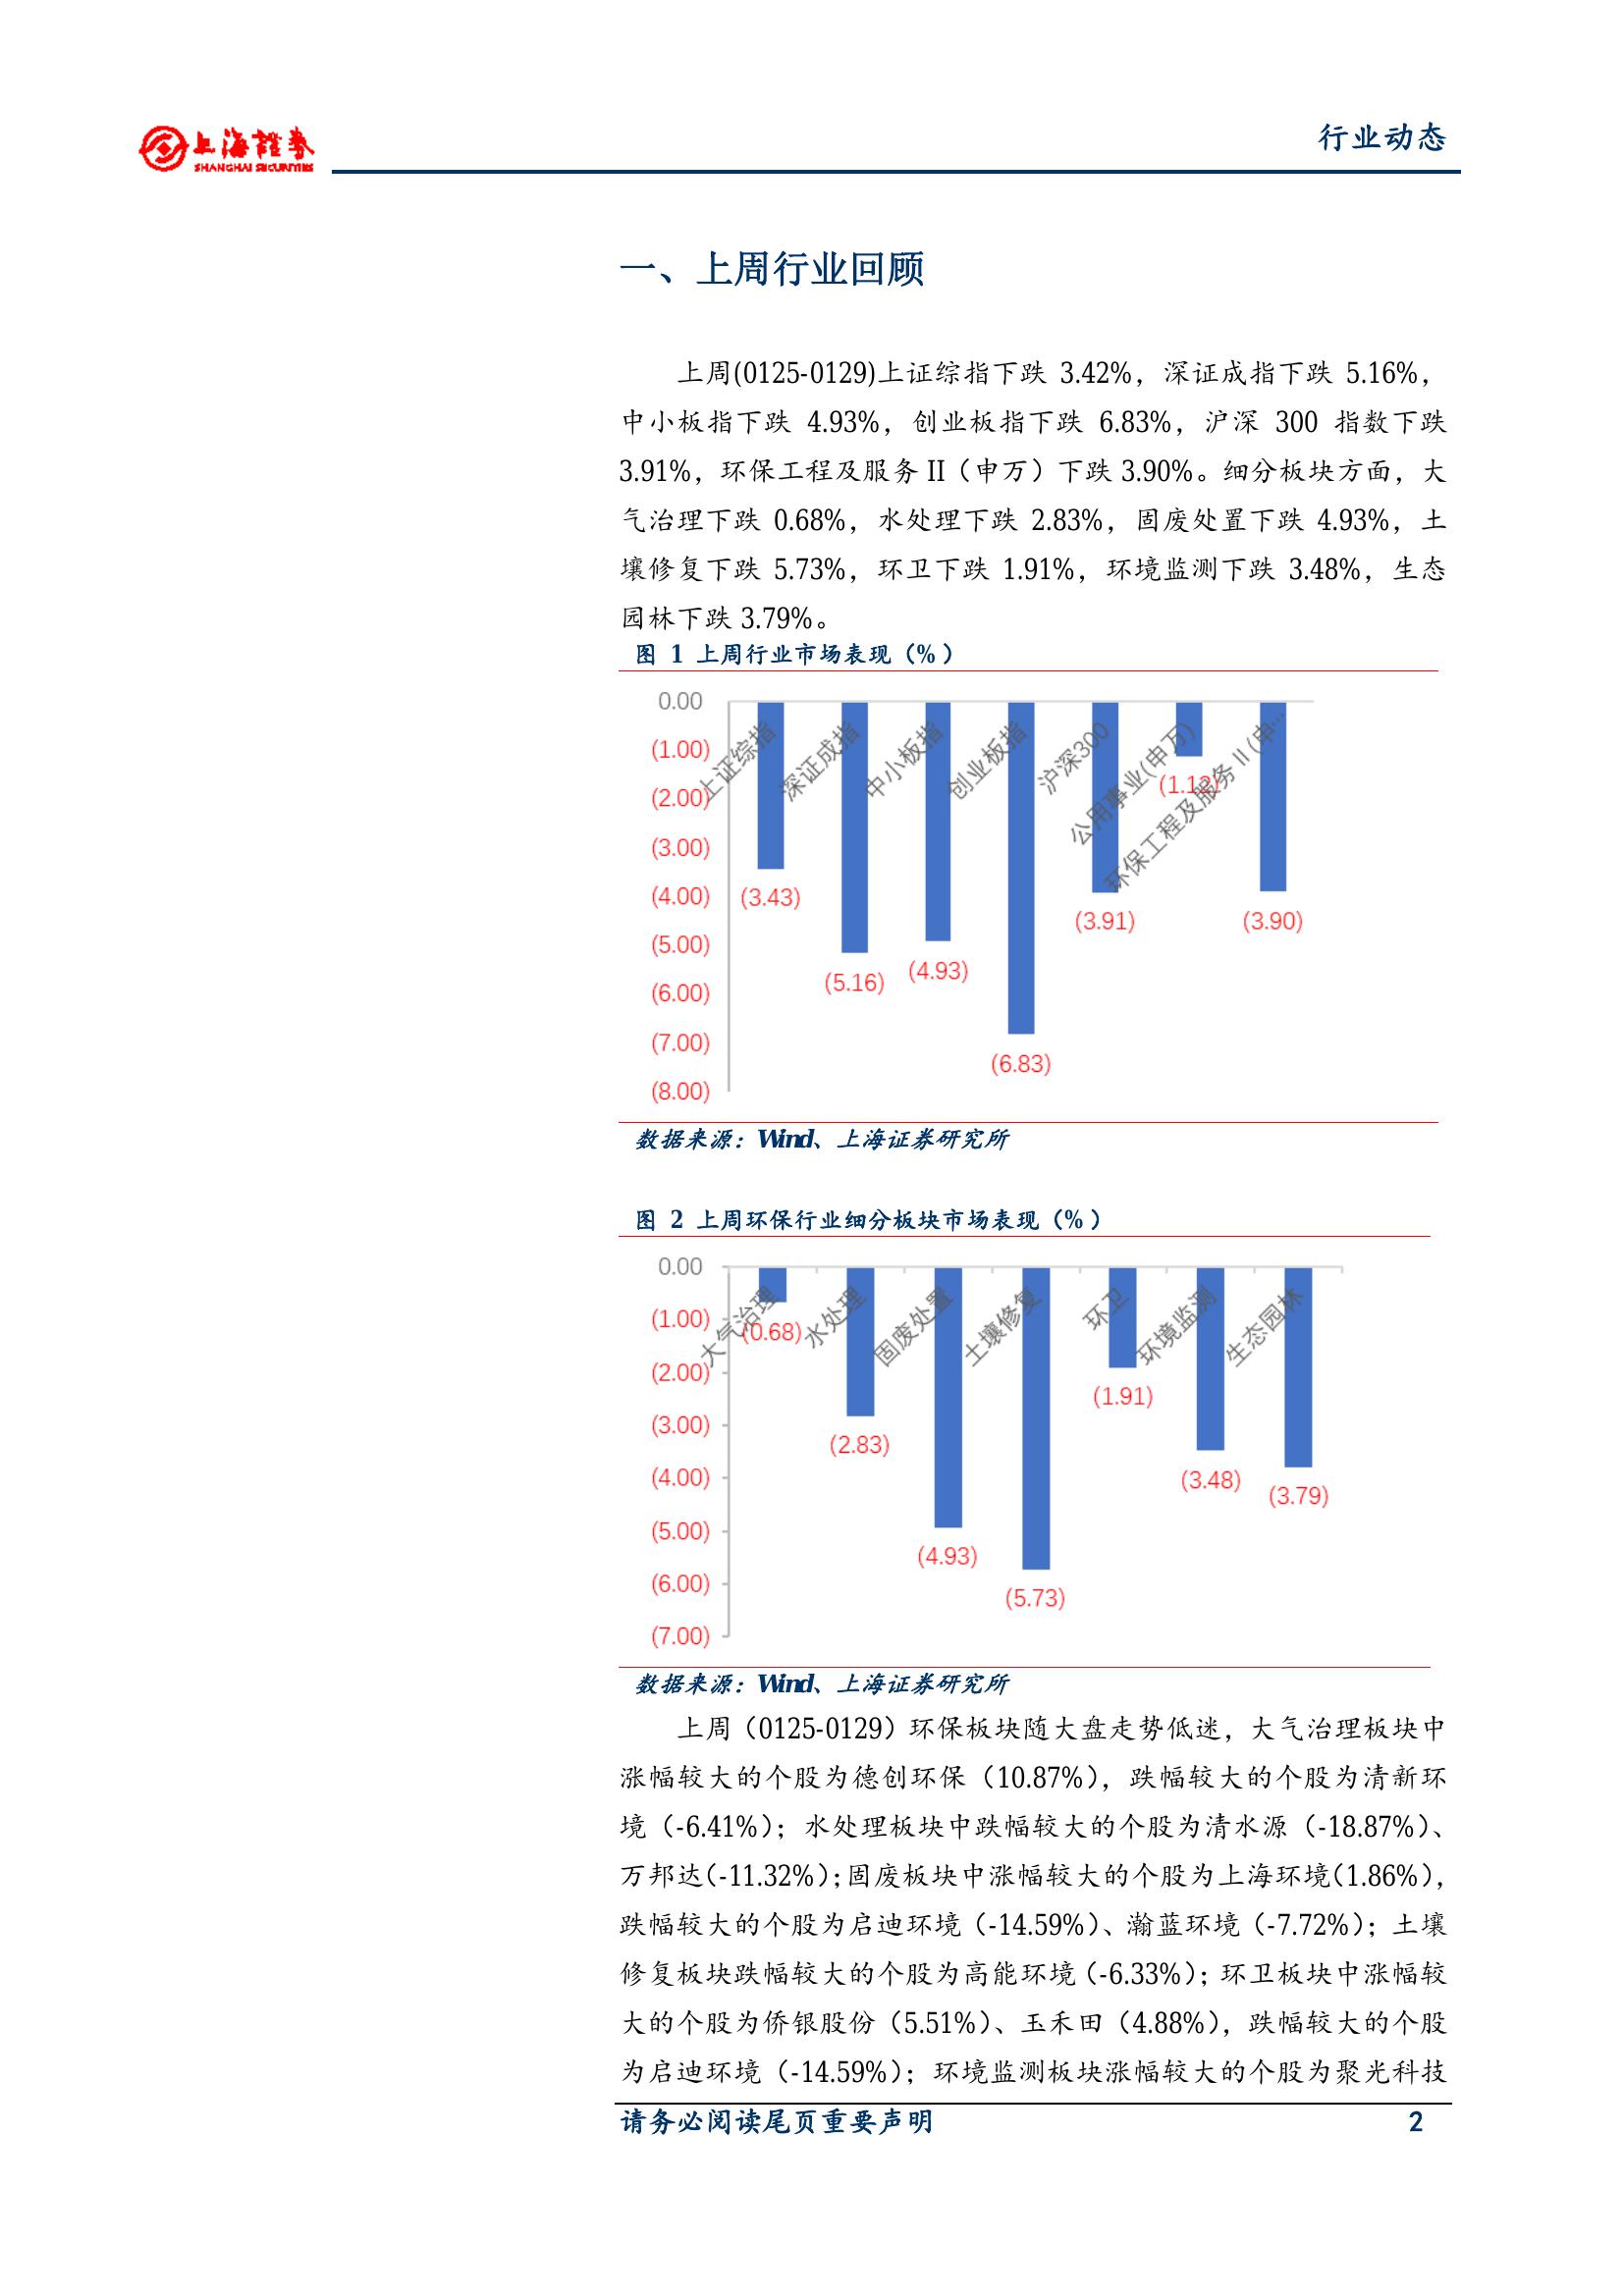 上海證券
SHANGHAI SECURITIES
行业动态
一、上周行业回顾
上周(0125-0129)上证综指下跌 3.42%，深证成指下跌 5.16%，
中小板指下跌 4.93%，创业板指下跌 6.83%，沪深 300 指数下跌
3.91%，环保工程及服务 II（申万）下跌 3.90%。细分板块方面，大
气治理下跌 0.68%，水处理下跌 2.83%，固废处置下跌 4.93%，土
壤修复下跌 5.73%，环卫下跌 1.91%，环境监测下跌 3.48%，生态
园林下跌 3.79%。
图 1 上周行业市场表现（%）
0.00
(1.00)
(2.00)
(3.00)
(4.00)
(5.00)
(6.00)
(7.00)
(8.00)
上证综指
深证成指
中小板指
创业板指
沪深300
公用事业(申万)
环保工程及服务Ⅱ(申…
(3.43)
(5.16)
(4.93)
(6.83)
(3.91)
(1.12)
(3.90)
数据来源：Wind、上海证券研究所
图 2 上周环保行业细分板块市场表现（%）
0.00
(1.00)
(2.00)
(3.00)
(4.00)
(5.00)
(6.00)
(7.00)
大气治理
水处理
固废处置
土壤修复
环卫
环境监测
生态园林
(0.68)
(2.83)
(4.93)
(5.73)
(1.91)
(3.48)
(3.79)
数据来源：Wind、上海证券研究所
上周（0125-0129）环保板块随大盘走势低迷，大气治理板块中
涨幅较大的个股为德创环保（10.87%），跌幅较大的个股为清新环
境（-6.41%）；水处理板块中跌幅较大的个股为清水源（-18.87%）、
万邦达（-11.32%）；固废板块中涨幅较大的个股为上海环境（1.86%），
跌幅较大的个股为启迪环境（-14.59%）、瀚蓝环境（-7.72%）；土壤
修复板块跌幅较大的个股为高能环境（-6.33%）；环卫板块中涨幅较
大的个股为侨银股份（5.51%）、玉禾田（4.88%），跌幅较大的个股
为启迪环境（-14.59%）；环境监测板块涨幅较大的个股为聚光科技
请务必阅读尾页重要声明
2